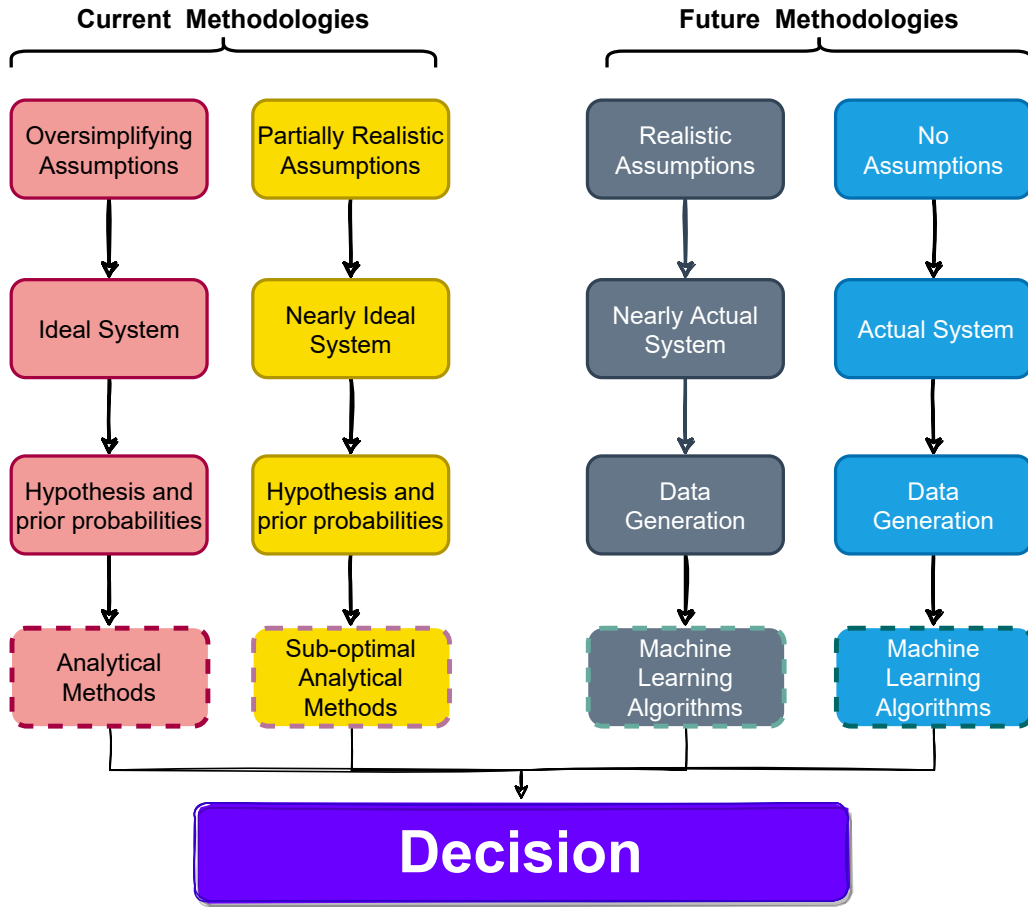 Current Methodologies
Future Methodologies
Oversimplifying
Assumptions
Partially Realistic
Assumptions
Realistic
Assumptions
No
Assumptions
Ideal System
Nearly Ideal
System
Nearly Actual
System
Actual System
Hypothesis and
prior probabilities
Hypothesis and
prior probabilities
Data
Generation
Data
Generation
Analytical
Methods
Sub-optimal
Analytical
Methods
Machine
Learning
Algorithms
Machine
Learning
Algorithms
Decision